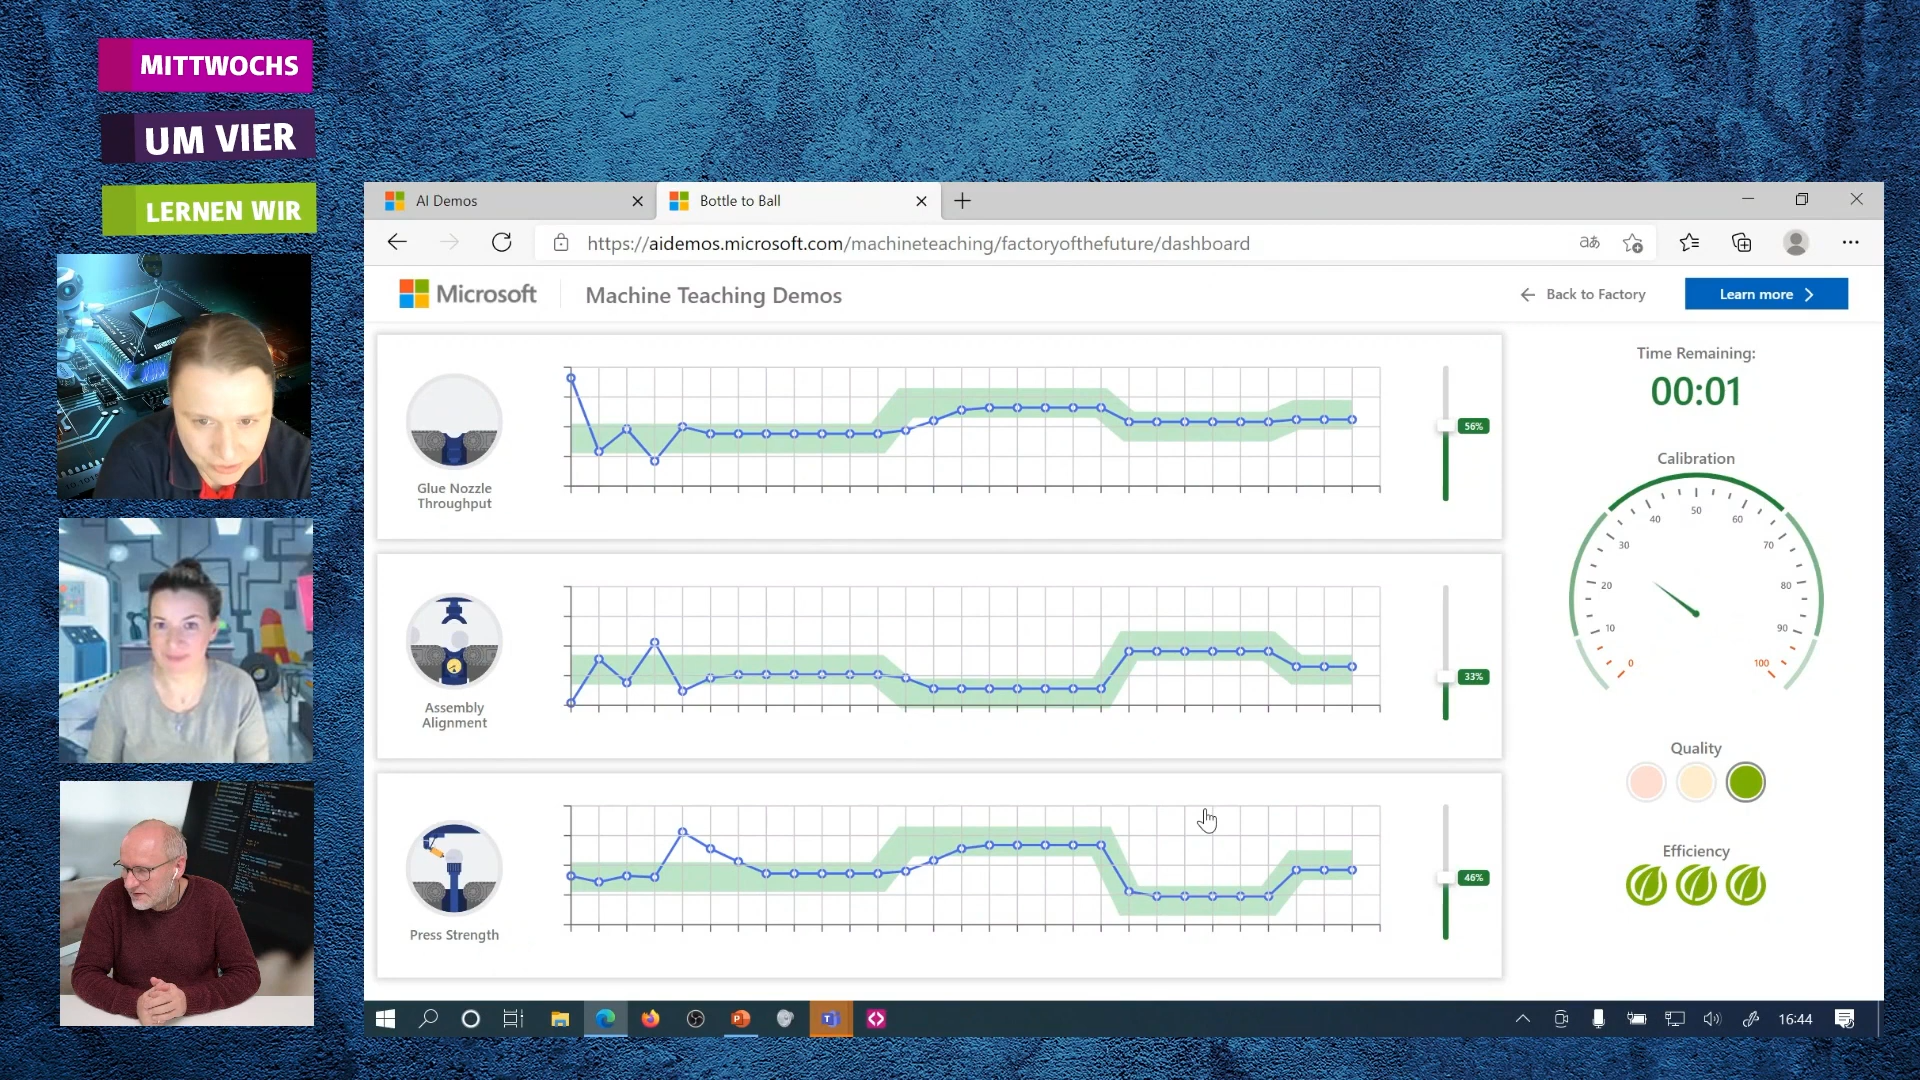 MITTWOCHS
UM VIER
LERNEN WIR
AI Demos
Bottle to Ball
https://aidemos.microsoft.com/machineteaching/factoryofthefuture/dashboard
Microsoft
Machine Teaching Demos
Back to Factory
Learn more
Time Remaining:
00:01
Glue Nozzle
Throughput
56%
Calibration
0
10
20
30
40
50
60
70
80
90
100
Assembly
Alignment
33%
Quality
Press Strength
46%
Efficiency
16:44